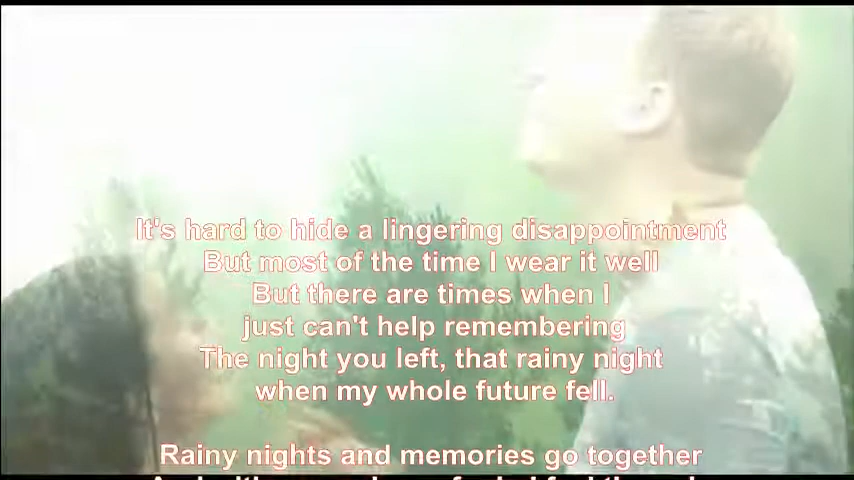 It's hard to hide a lingering disappointment
But most of the time I wear it well
But there are times when I
just can't help remembering
The night you left, that rainy night
when my whole future fell.
Rainy nights and memories go together